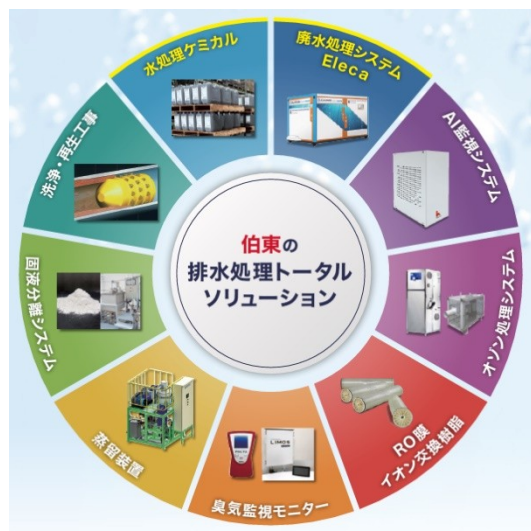 伯東の
排水処理トータル
ソリューション
廃水処理システム
Eleca
AI監視システム
オゾン処理システム
RO膜
イオン交換樹脂
臭気監視モニター
蒸留装置
固液分離システム
洗浄・再生工事
水処理ケミカル